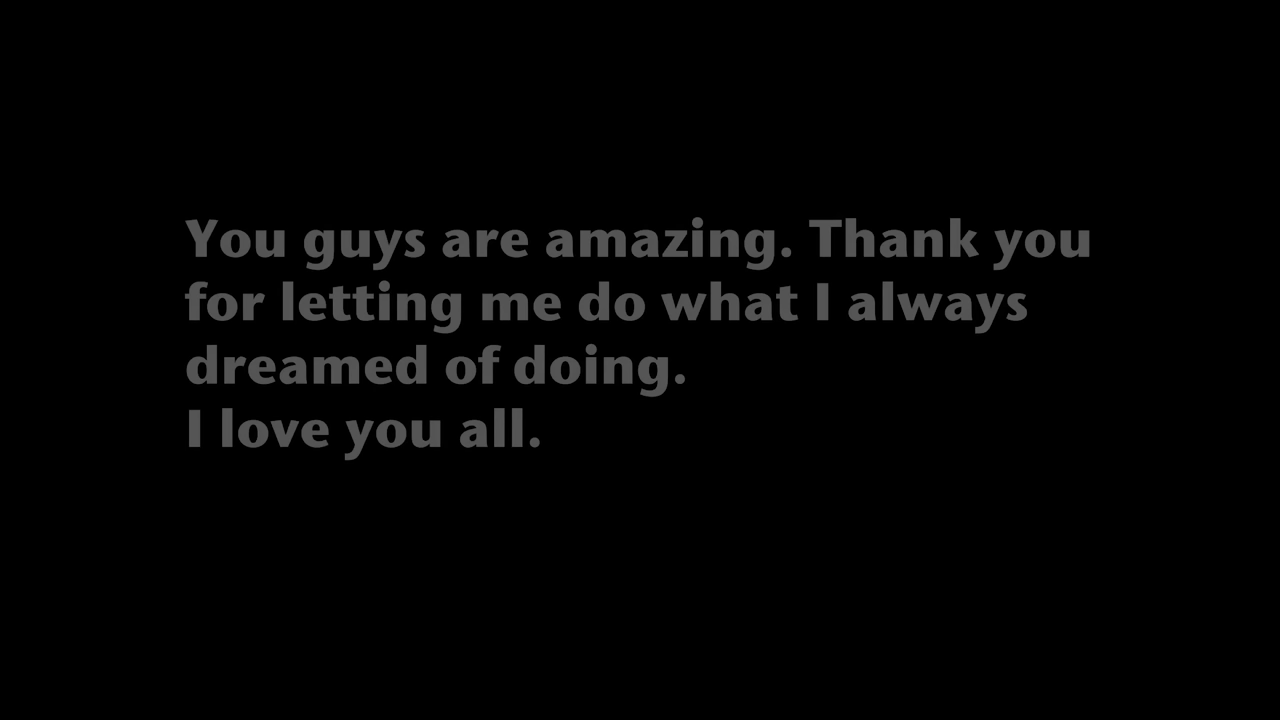 You guys are amazing. Thank you
for letting me do what I always
dreamed of doing.
I love you all.